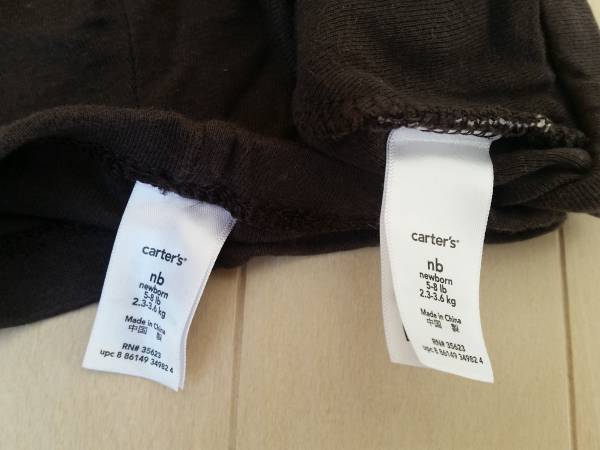 carter's®
nb
newborn
5-8 lb
2.3-3.6 kg
Made in China
中国 製
RN# 35623
upc 8 86149 34982 4
carter's®
nb
newborn
5-8 lb
2.3-3.6 kg
Made in China
中国 製
RN# 35623
upc 8 86149 34982 4